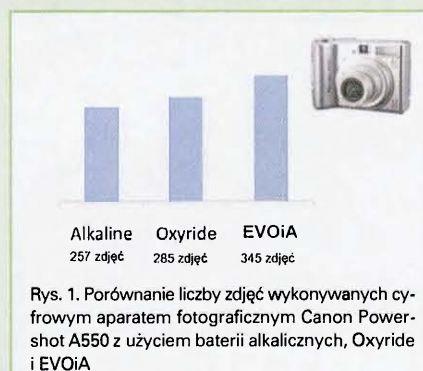 Alkaline Oxyride EVOiA
257 zdjęć 285 zdjęć 345 zdjęć
Rys. 1. Porównanie liczby zdjęć wykonywanych cy-
frowym aparatem fotograficznym Canon Power-
shot A550 z użyciem baterii alkalicznych, Oxyride
i EVOiA